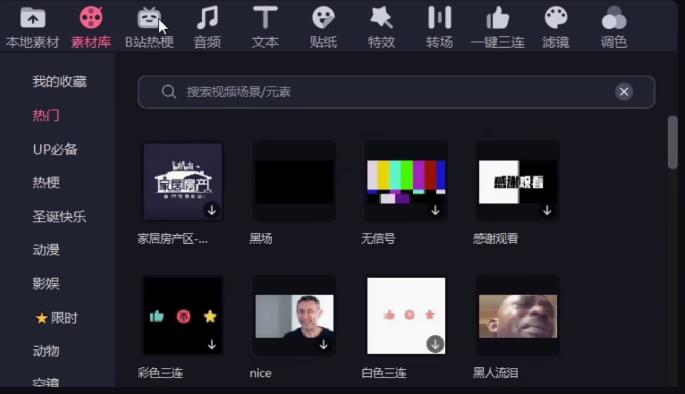 本地素材 素材库 B站热梗 音频 文本 贴纸 特效 转场 一键三连 滤镜 调色
我的收藏
搜索视频场景/元素
热门
UP必备
热梗
圣诞快乐
动漫
影娱
限时
动物
空镜
家居房产
感谢观看
家居房产区-... 黑场 无信号 感谢观看
彩色三连 nice 白色三连 黑人流泪